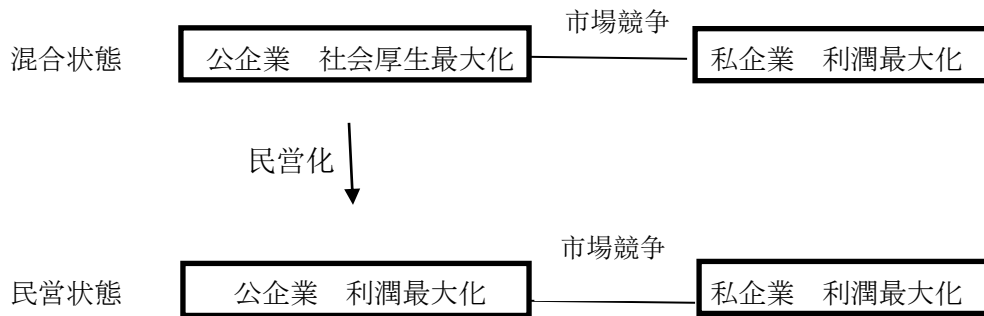 市場競争
混合状態 公企業 社会厚生最大化 私企業 利潤最大化
民営化
市場競争
民営状態 公企業 利潤最大化 私企業 利潤最大化